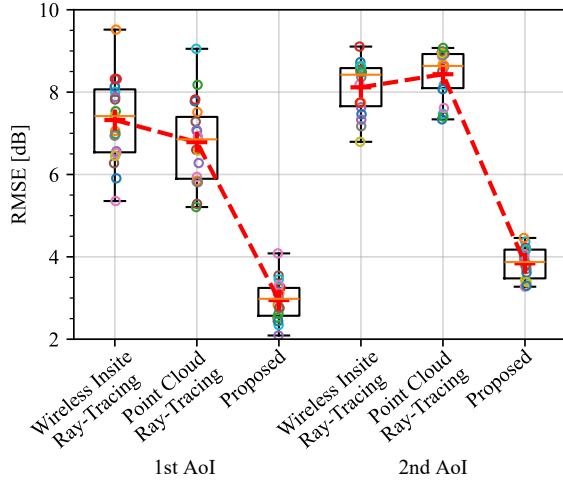 10
8
6
4
2
RMSE [dB]
Wireless Insite
Ray-Tracing
Point Cloud
Ray-Tracing
Proposed
Wireless Insite
Ray-Tracing
Point Cloud
Ray-Tracing
Proposed
1st AoI
2nd AoI